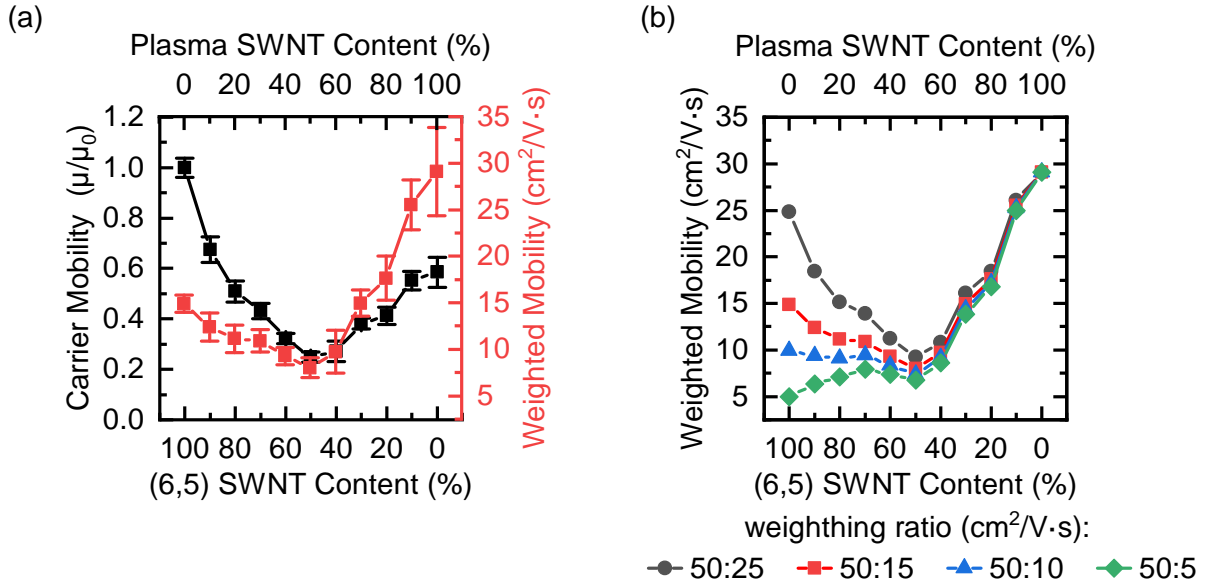 (a)
Plasma SWNT Content (%)
0 20 40 60 80 100
Carrier Mobility (μ/μ₀)
1.2
1.0
0.8
0.6
0.4
0.2
0.0
35
30
25
20
15
10
5
Weighted Mobility (cm²/V·s)
100 80 60 40 20 0
(6,5) SWNT Content (%)
(b)
Plasma SWNT Content (%)
0 20 40 60 80 100
Weighted Mobility (cm²/V·s)
35
30
25
20
15
10
5
100 80 60 40 20 0
(6,5) SWNT Content (%)
weighthing ratio (cm²/V·s):
50:25 50:15 50:10 50:5